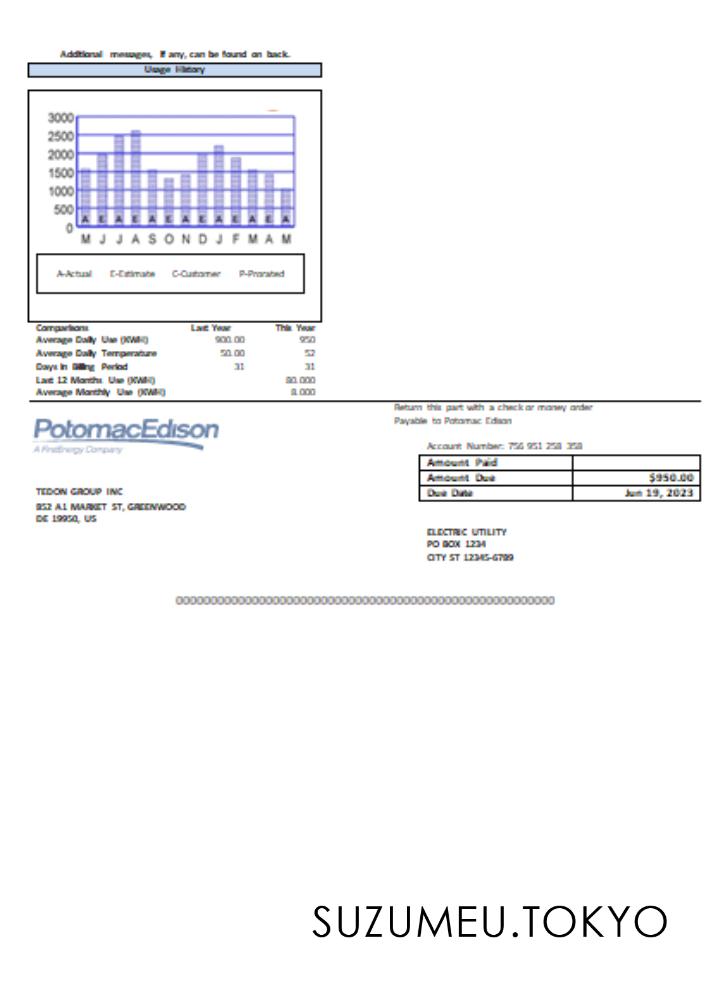 Additional messages, If any, can be found on back.
Usage History
3000
2500
2000
1500
1000
500
0
A E A E A E A E A E A E A
M J J A S O N D J F M A M
A-Actual E-Estimate C-Customer P-Prorated
Comparisons Last Year This Year
Average Daily Use (KWH) 900.00 950
Average Daily Temperature 50.00 52
Days In Billing Period 31 31
Last 12 Months Use (KWH) 80.000
Average Monthly Use (KWH) 8.000
Return this part with a check or money order
Payable to Potomac Edison
PotomacEdison
A FirstEnergy Company
Account Number: 756 951 258 358
Amount Paid
Amount Due $950.00
Due Date Jun 19, 2023
TEDON GROUP INC
852 A1 MARKET ST, GREENWOOD
DE 19950, US
ELECTRIC UTILITY
PO BOX 1234
CITY ST 12345-6789
SUZUMEU.TOKYO